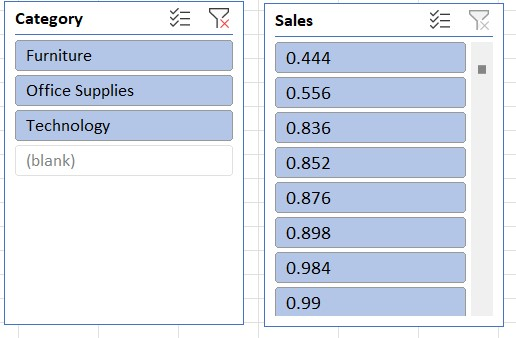 Category
Furniture
Office Supplies
Technology
(blank)
Sales
0.444
0.556
0.836
0.852
0.876
0.898
0.984
0.99